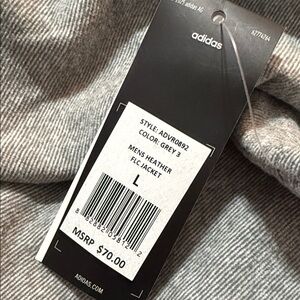 adidas
STYLE: ADVR0892
COLOR: GREY 3
MENS HEATHER
FLC JACKET
L
MSRP $70.00
ADIDAS.COM